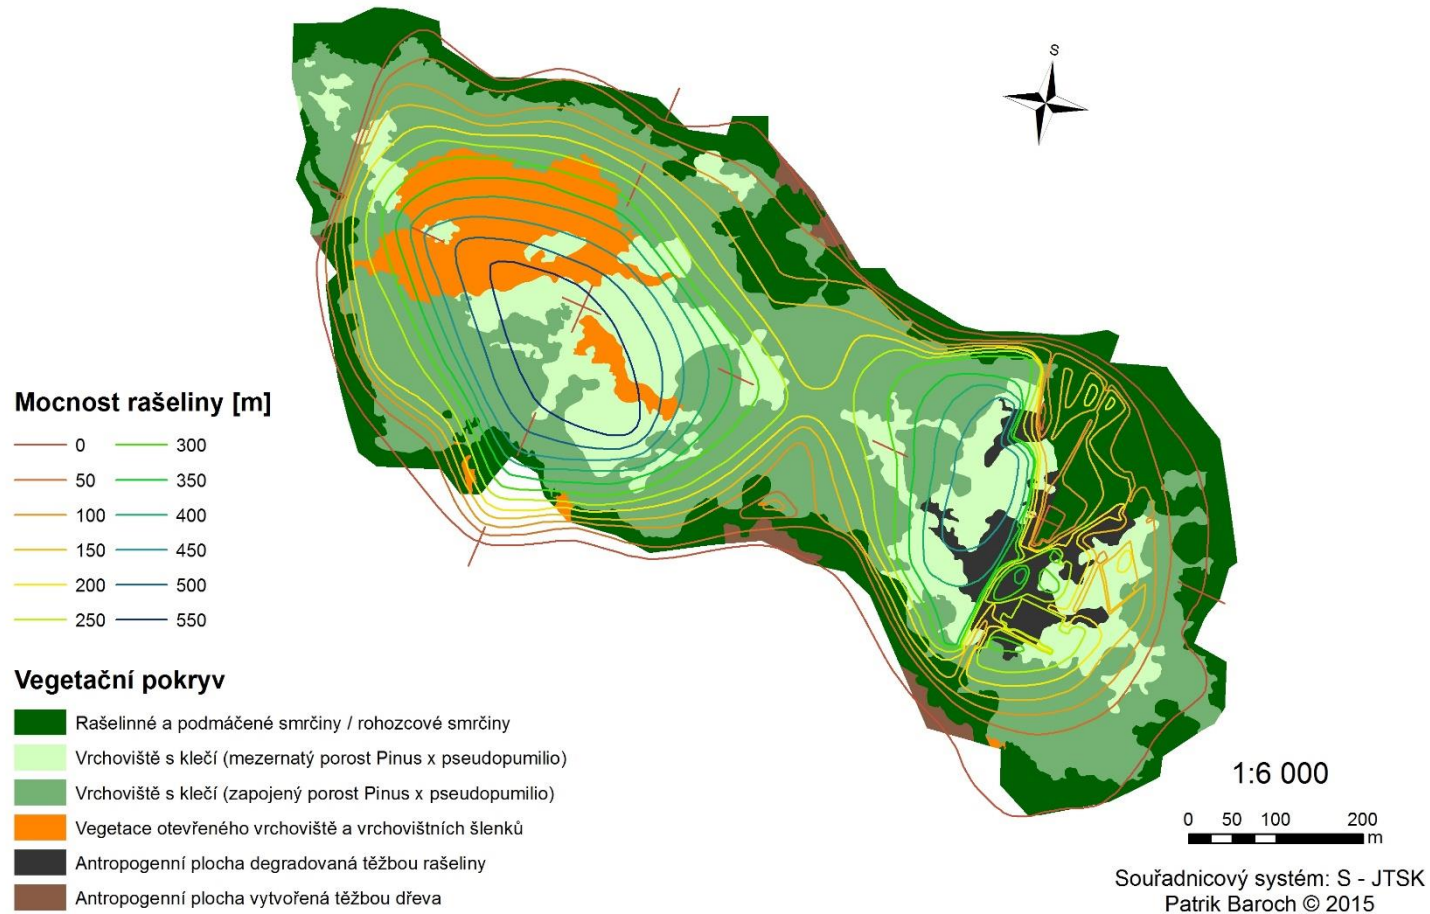 S
Mocnost rašeliny [m]
0 300
50 350
100 400
150 450
200 500
250 550
Vegetační pokryv
Rašelinné a podmáčené smrčiny / rohozcové smrčiny
Vrchoviště s klečí (mezernatý porost Pinus x pseudopumilio)
Vrchoviště s klečí (zapojený porost Pinus x pseudopumilio)
Vegetace otevřeného vrchoviště a vrchovištních šlenků
Antropogenní plocha degradovaná těžbou rašeliny
Antropogenní plocha vytvořená těžbou dřeva
1:6 000
0 50 100 200
m
Souřadnicový systém: S - JTSK
Patrik Baroch © 2015